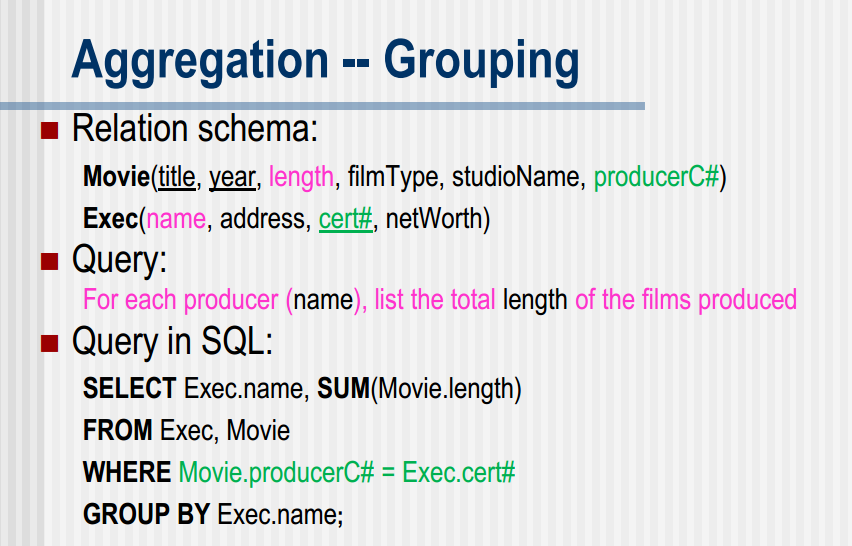 Aggregation -- Grouping
Relation schema:
Movie(title, year, length, filmType, studioName, producerC#)
Exec(name, address, cert#, netWorth)
Query:
For each producer (name), list the total length of the films produced
Query in SQL:
SELECT Exec.name, SUM(Movie.length)
FROM Exec, Movie
WHERE Movie.producerC# = Exec.cert#
GROUP BY Exec.name;